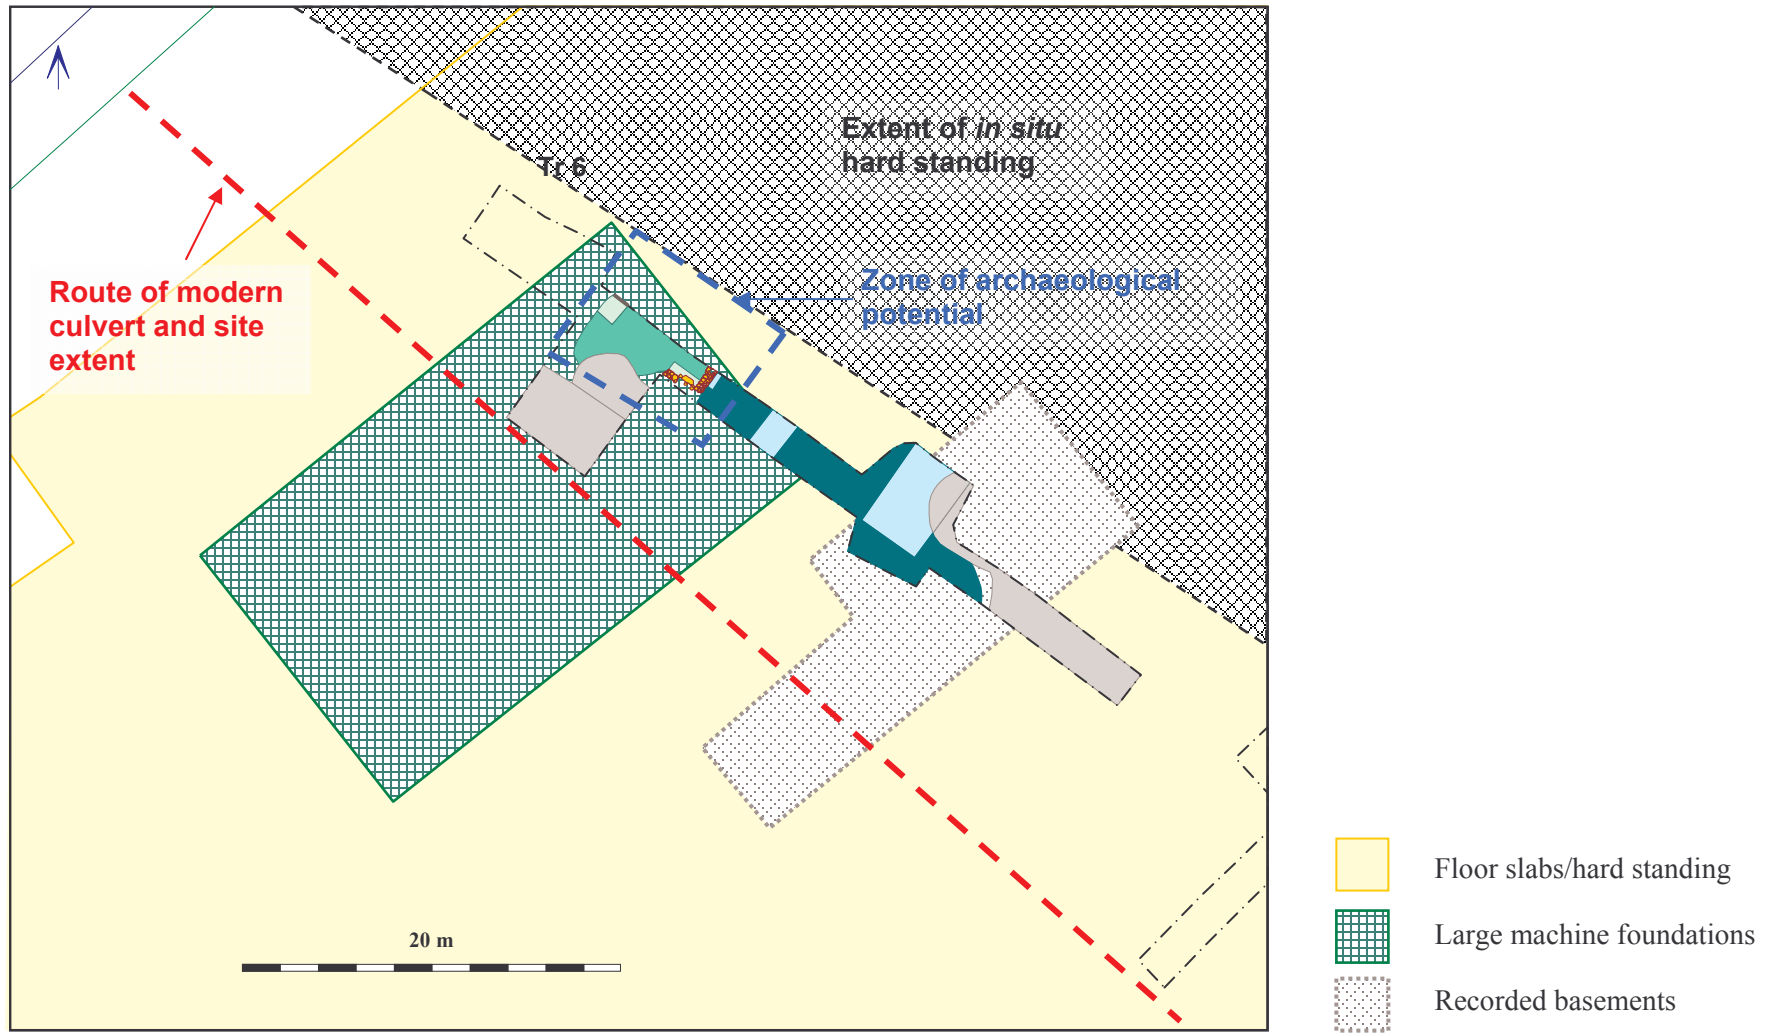 Extent of in situ
hard standing
Tr 6
Zone of archaeological
potential
Route of modern
culvert and site
extent
20 m
Floor slabs/hard standing
Large machine foundations
Recorded basements